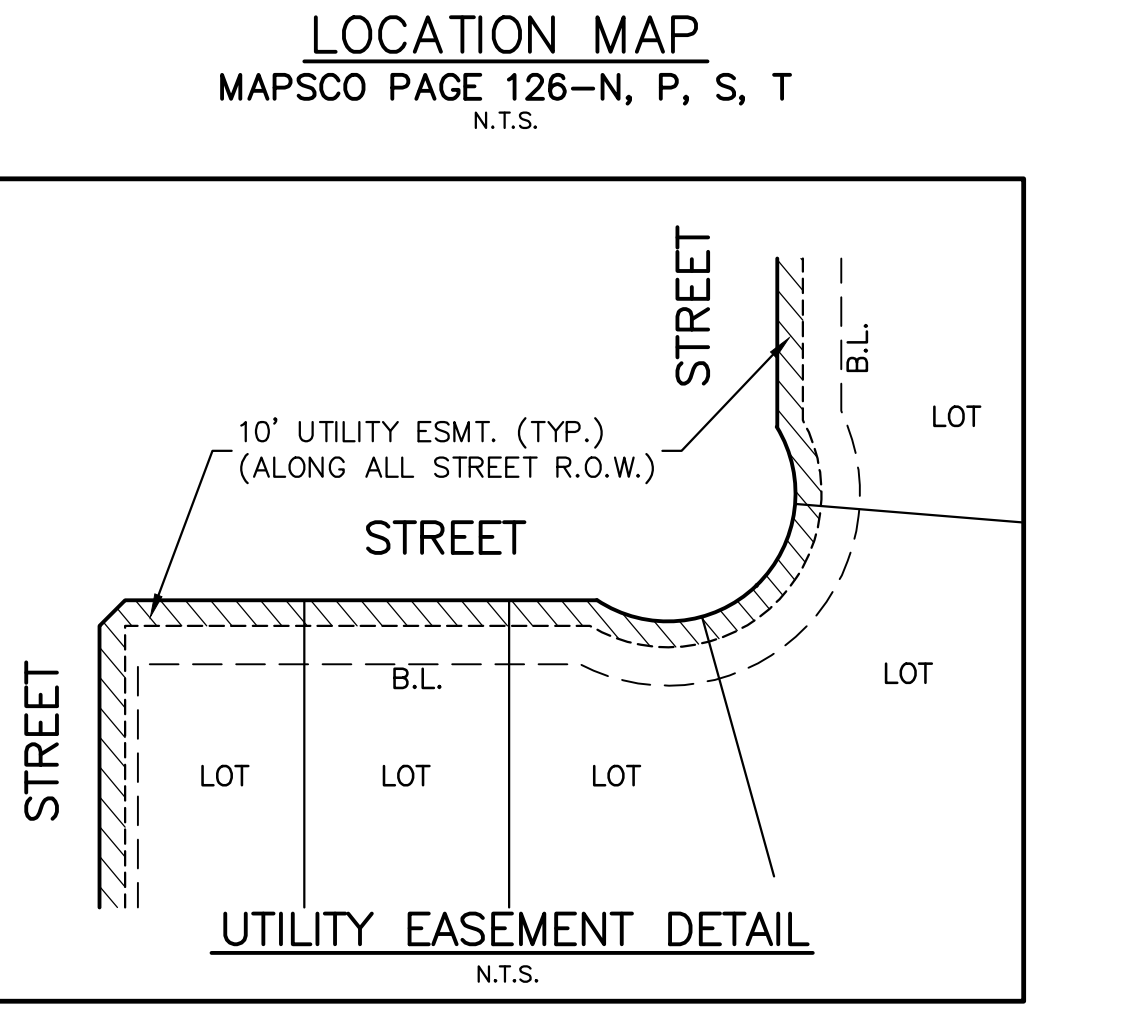 LOCATION MAP
MAPSCO PAGE 126-N, P, S, T
N.T.S.
STREET
B.L.
LOT
10' UTILITY ESMT. (TYP.)
(ALONG ALL STREET R.O.W.)
STREET
STREET
B.L.
LOT
LOT
LOT
LOT
UTILITY EASEMENT DETAIL
N.T.S.